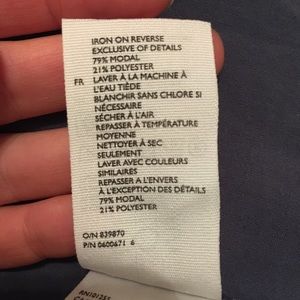 IRON ON REVERSE
EXCLUSIVE OF DETAILS
79% MODAL
21% POLYESTER
FR LAVER À LA MACHINE À
L'EAU TIÈDE
BLANCHIR SANS CHLORE SI
NÉCESSAIRE
SÉCHER À L'AIR
REPASSER À TEMPÉRATURE
MOYENNE
NETTOYER À SEC
SEULEMENT
LAVER AVEC COULEURS
SIMILAIRES
REPASSER A L'ENVERS
À L'EXCEPTION DES DÉTAILS
79% MODAL
21% POLYESTER
O/N 839870
P/N 0600671 6